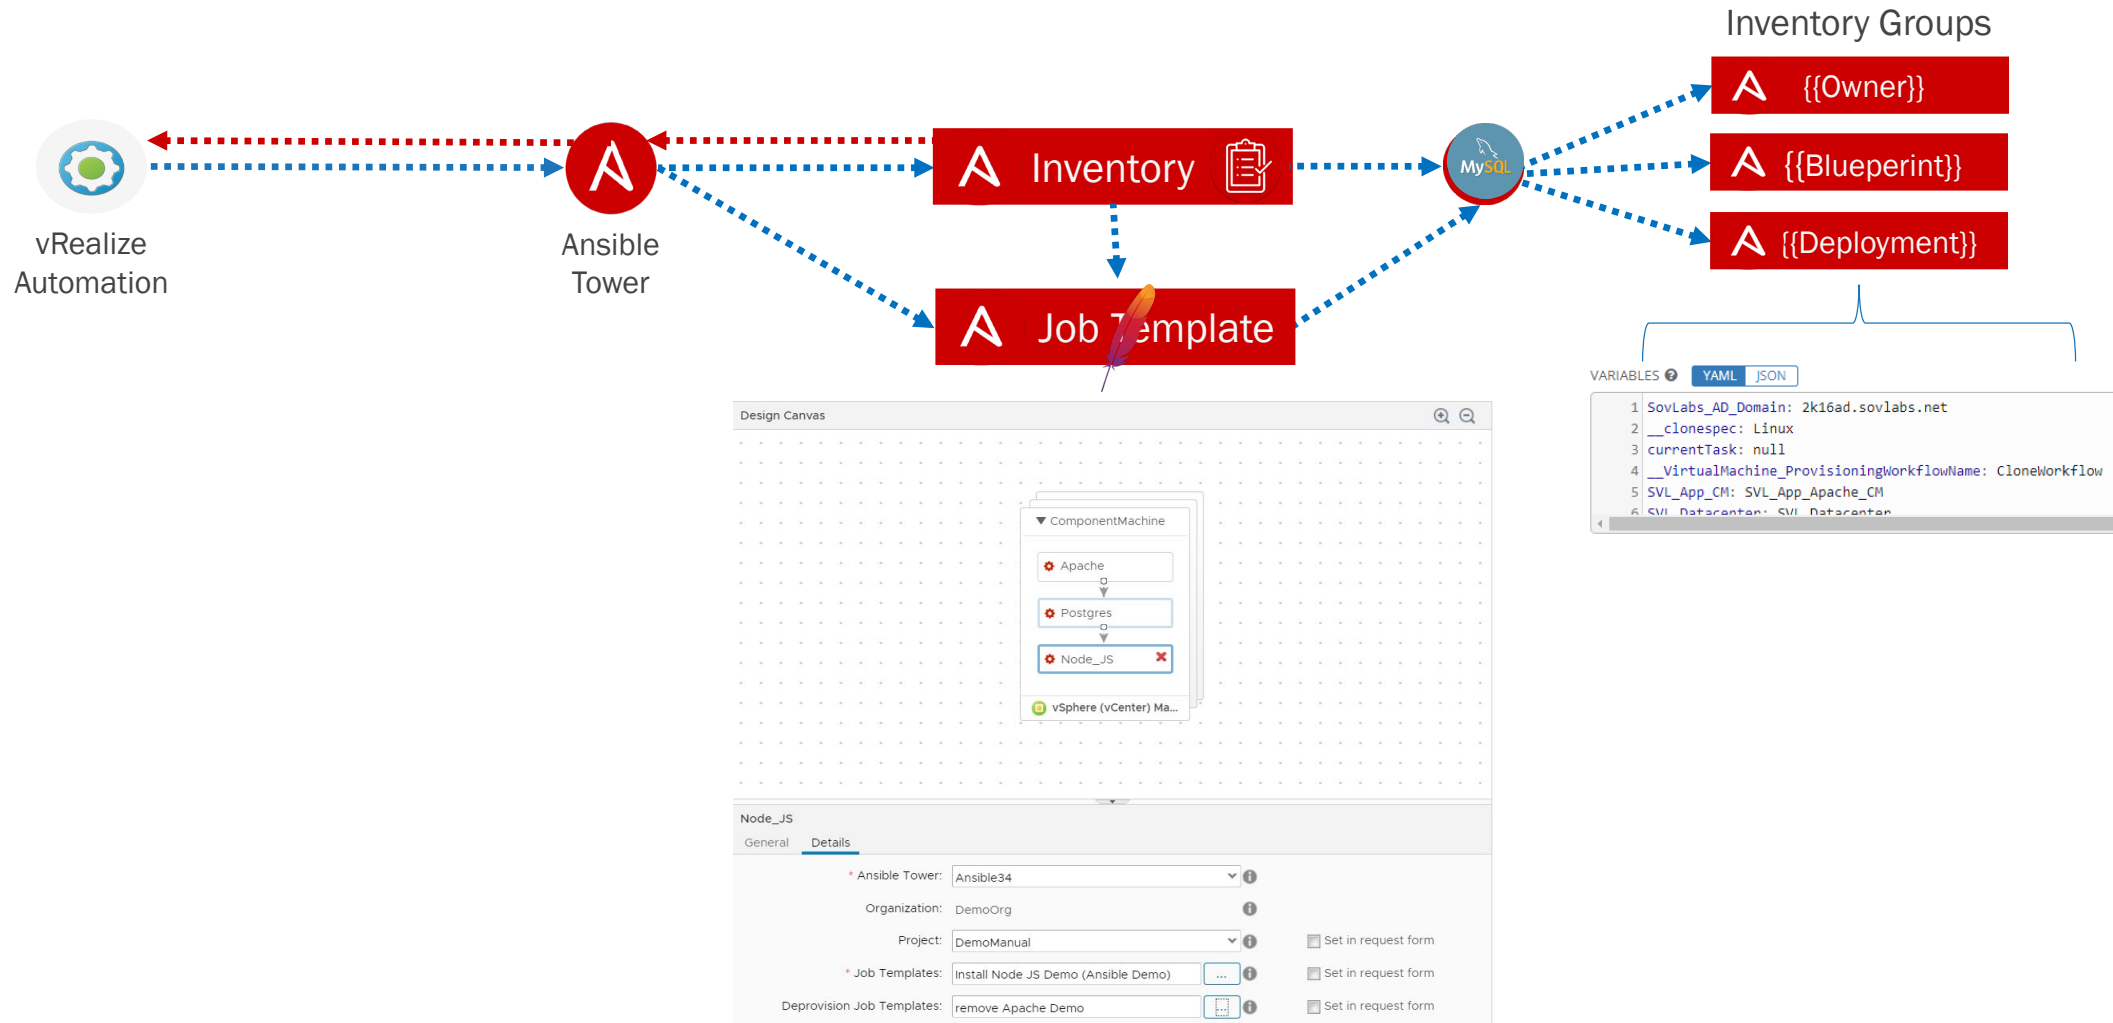 Inventory Groups
{{Owner}}
{{Blueperint}}
{{Deployment}}
vRealize
Automation
Ansible
Tower
Inventory
MySQL
Job Template
VARIABLES
YAML
JSON
1 SovLabs_AD_Domain: 2k16ad.sovlabs.net
2 __clonespec: Linux
3 currentTask: null
4 __VirtualMachine_ProvisioningWorkflowName: CloneWorkflow
5 SVL_App_CM: SVL_App_Apache_CM
6 SVL_Datacenter: SVL_Datacenter
Design Canvas
ComponentMachine
Apache
Postgres
Node_JS
vSphere (vCenter) Ma...
Node_JS
General Details
* Ansible Tower: Ansible34
Organization: DemoOrg
Project: DemoManual Set in request form
* Job Templates: Install Node JS Demo (Ansible Demo) ... Set in request form
Deprovision Job Templates: remove Apache Demo ... Set in request form